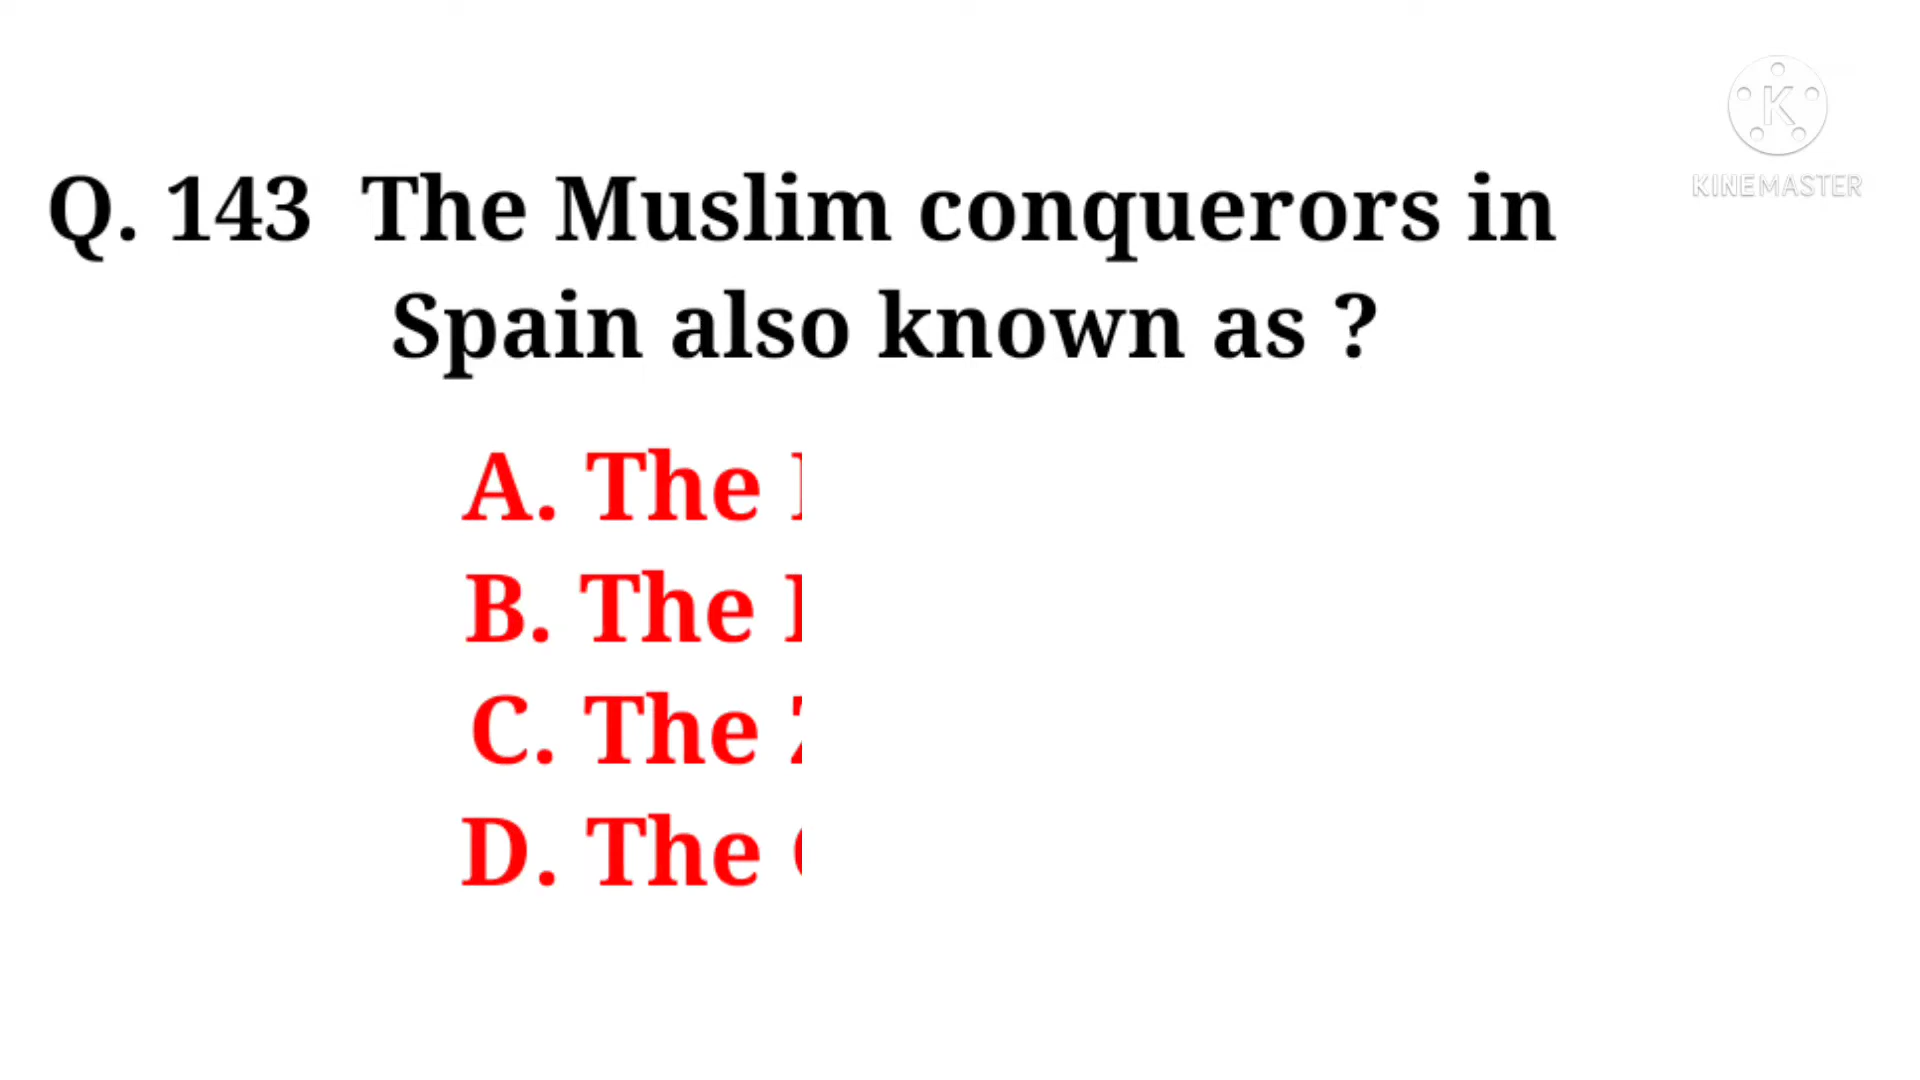 KINEMASTER
Q. 143 The Muslim conquerors in
Spain also known as ?
A. The
B. The
C. The
D. The